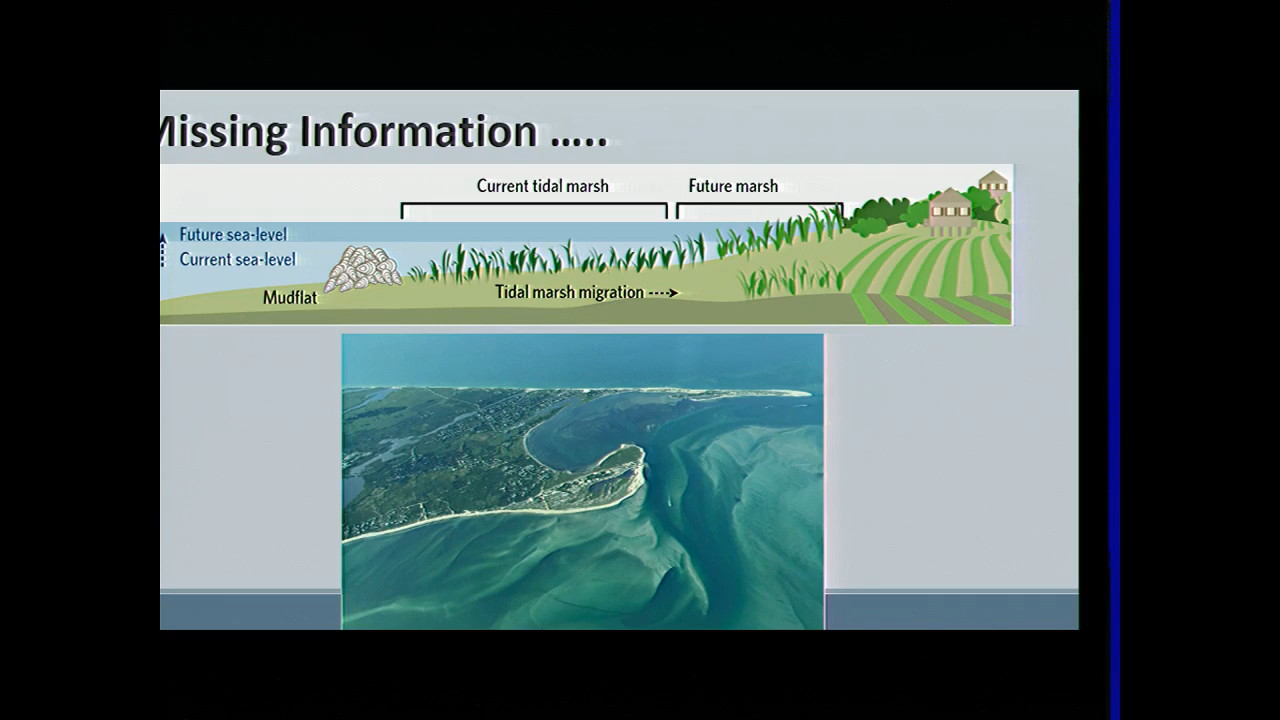 Missing Information .....
Current tidal marsh
Future marsh
Future sea-level
Current sea-level
Mudflat
Tidal marsh migration